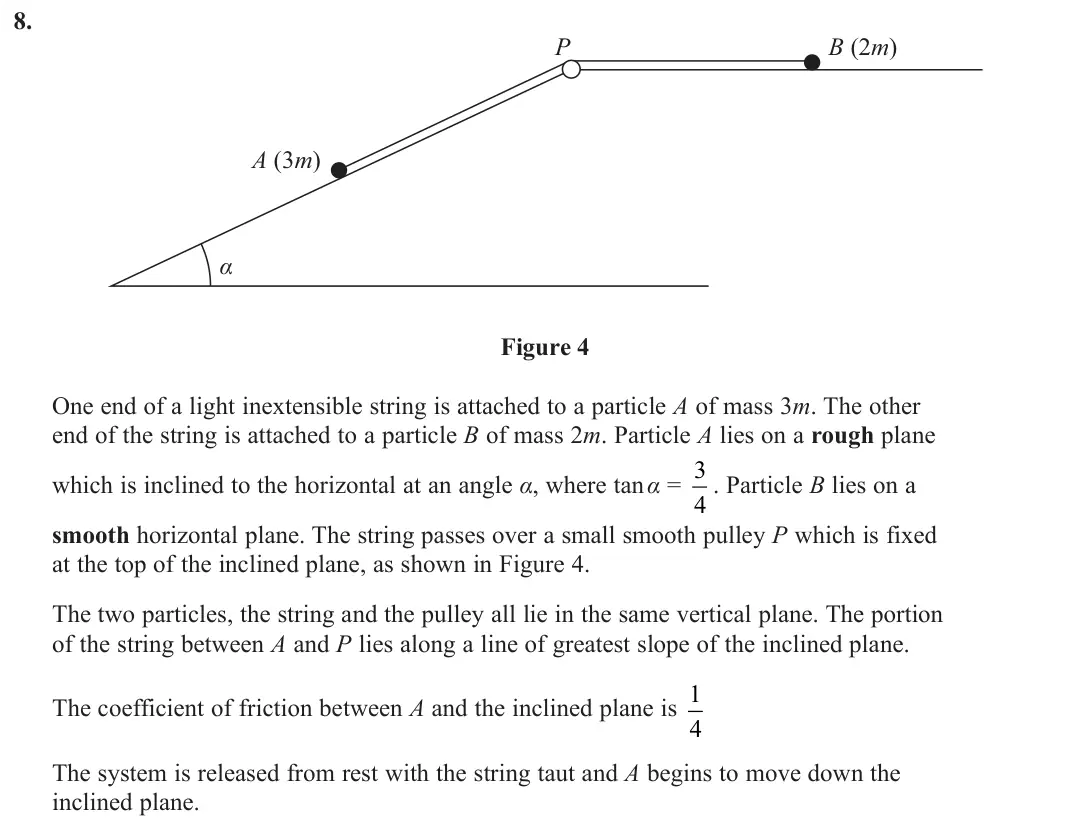 8.
P
B (2m)
A (3m)
α
Figure 4
One end of a light inextensible string is attached to a particle A of mass 3m. The other
end of the string is attached to a particle B of mass 2m. Particle A lies on a rough plane
which is inclined to the horizontal at an angle α, where tan α = 3/4. Particle B lies on a
smooth horizontal plane. The string passes over a small smooth pulley P which is fixed
at the top of the inclined plane, as shown in Figure 4.
The two particles, the string and the pulley all lie in the same vertical plane. The portion
of the string between A and P lies along a line of greatest slope of the inclined plane.
The coefficient of friction between A and the inclined plane is 1/4
The system is released from rest with the string taut and A begins to move down the
inclined plane.